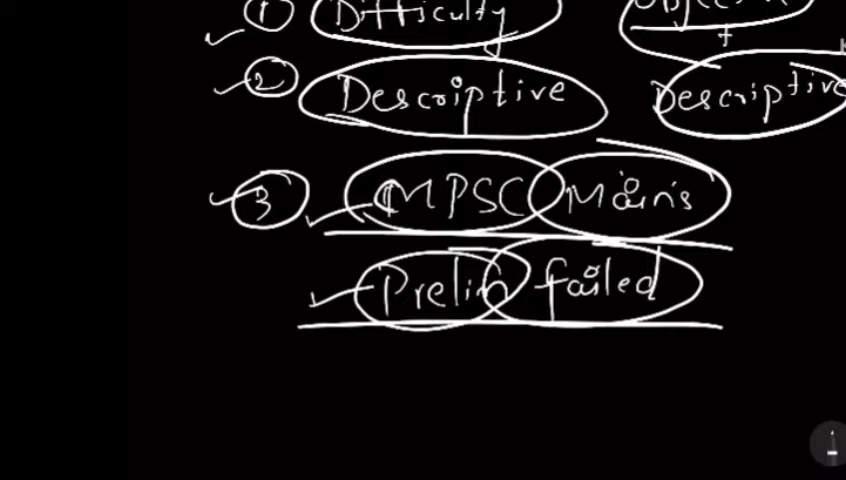 ① Difficulty
+
② Descriptive Descriptive
③ MPSC Mains
Prelim failed